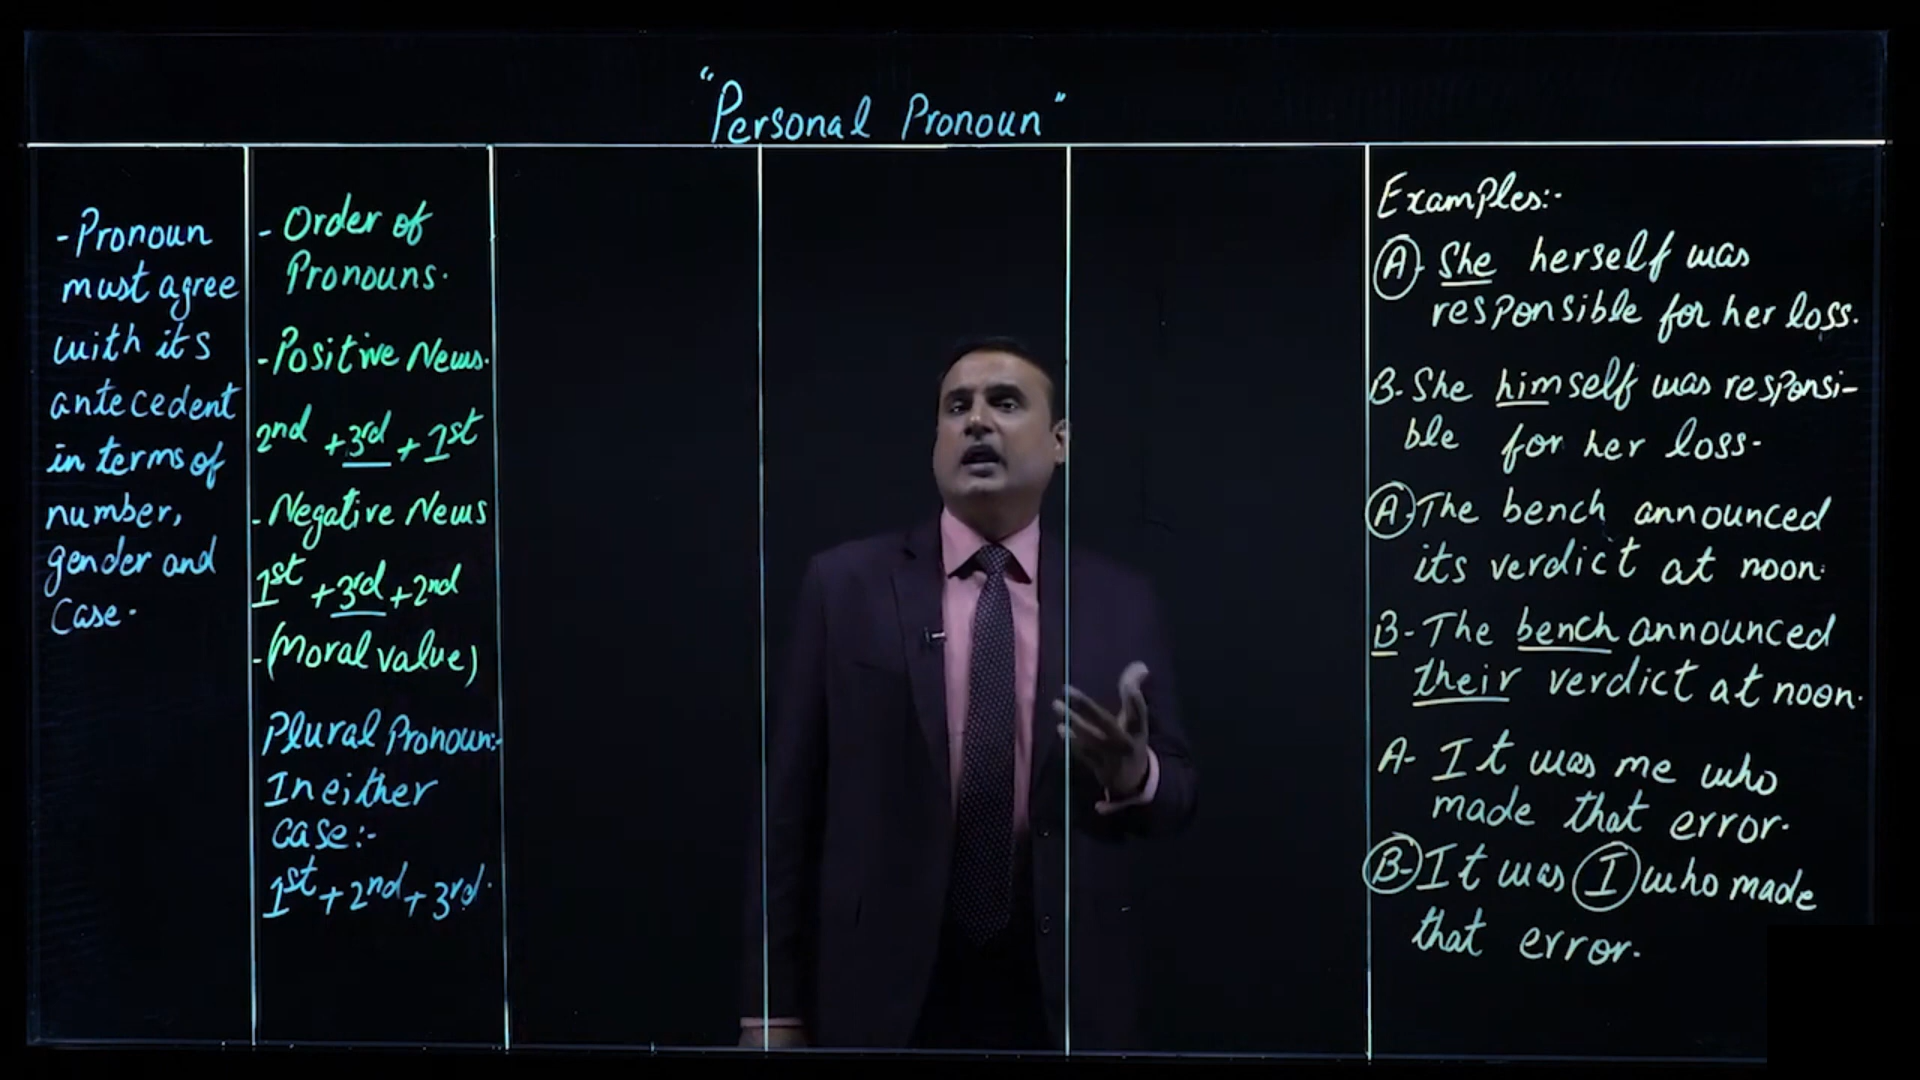 "Personal Pronoun"
- Pronoun
must agree
with its
antecedent
in terms of
number,
gender and
Case.
- Order of
Pronouns.
- Positive News.
2nd + 3rd + 1st
- Negative News
1st + 3rd + 2nd
- (Moral value)
Plural Pronoun:-
In either
case:-
1st + 2nd + 3rd.
Examples:-
A- She herself was
responsible for her loss.
B- She himself was responsi-
ble for her loss-
A- The bench announced
its verdict at noon.
B- The bench announced
their verdict at noon.
A- It was me who
made that error.
B- It was I who made
that error.